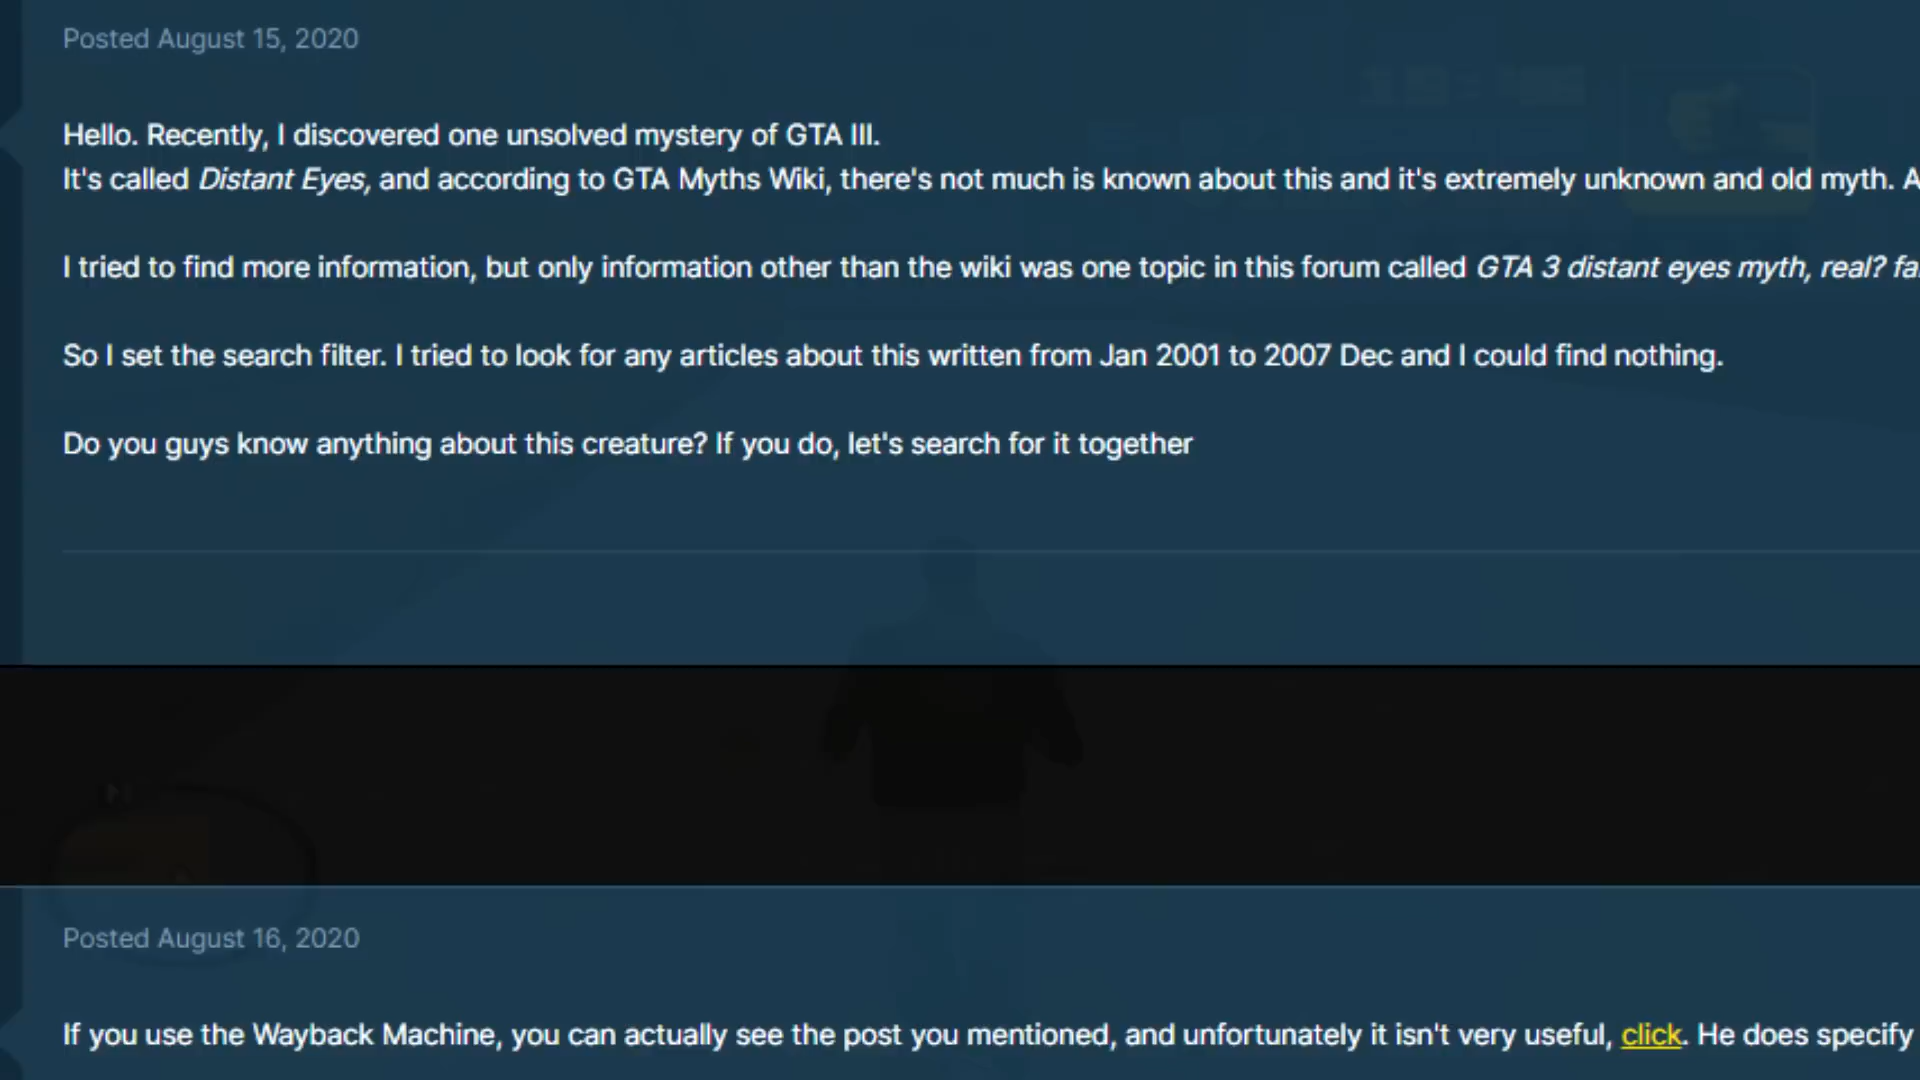 Posted August 15, 2020
Hello. Recently, I discovered one unsolved mystery of GTA III.
It's called Distant Eyes, and according to GTA Myths Wiki, there's not much is known about this and it's extremely unknown and old myth. A
I tried to find more information, but only information other than the wiki was one topic in this forum called GTA 3 distant eyes myth, real? fa
So I set the search filter. I tried to look for any articles about this written from Jan 2001 to 2007 Dec and I could find nothing.
Do you guys know anything about this creature? If you do, let's search for it together
Posted August 16, 2020
If you use the Wayback Machine, you can actually see the post you mentioned, and unfortunately it isn't very useful, click. He does specify